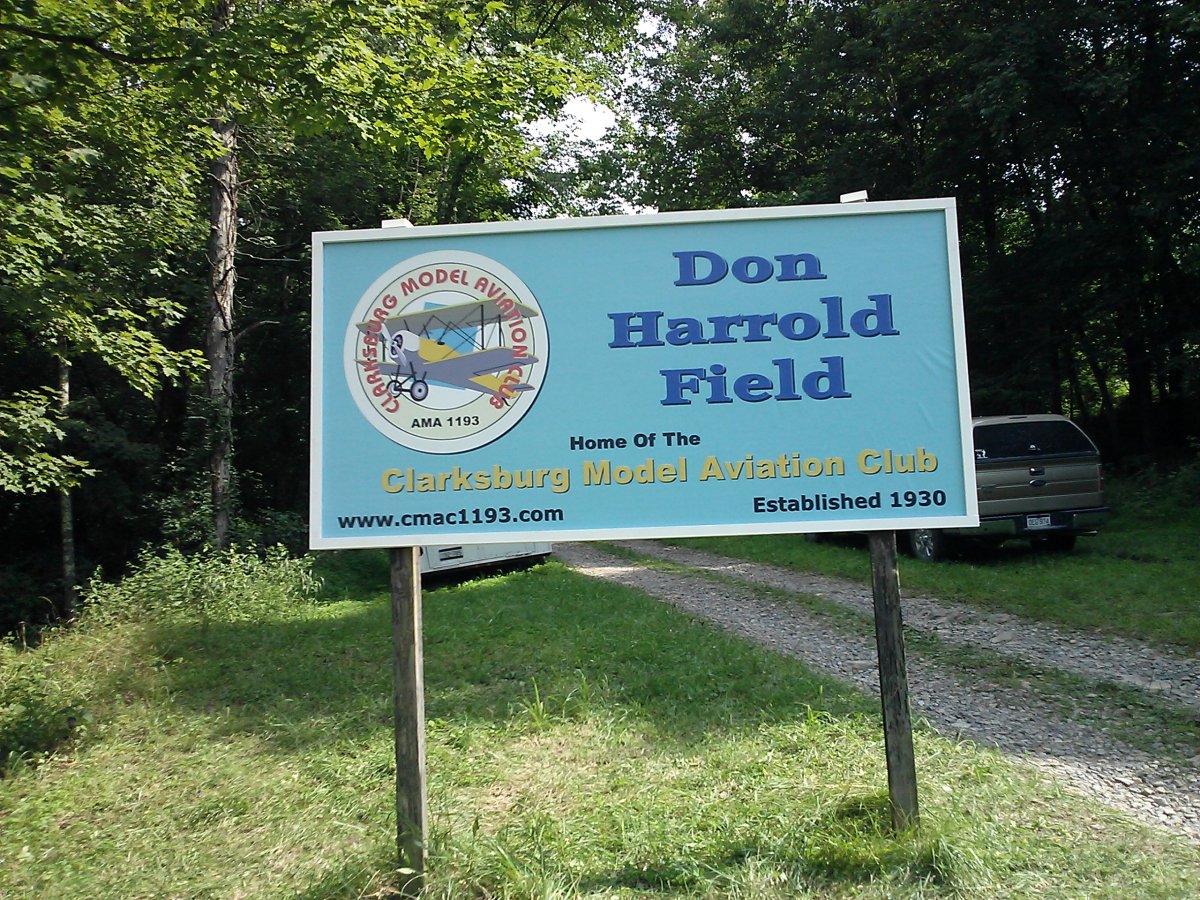 CLARKSBURG MODEL AVIATION CLUB
AMA 1193
Don
Harrold
Field
Home Of The
Clarksburg Model Aviation Club
www.cmac1193.com
Established 1930